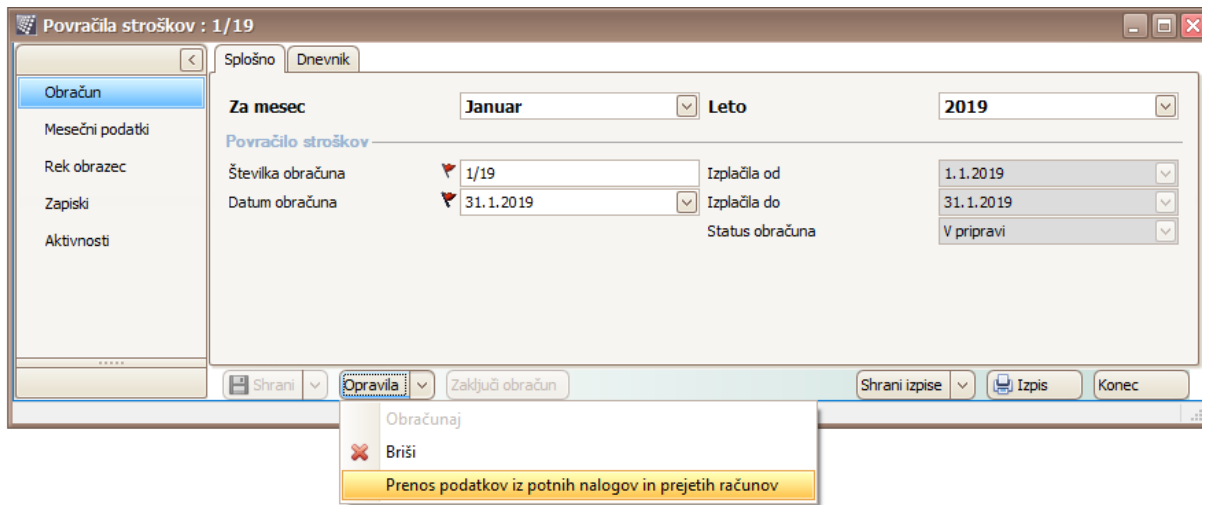 Povračila stroškov : 1/19
Splošno Dnevnik
Obračun
Mesečni podatki
Rek obrazec
Zapiski
Aktivnosti
Za mesec Januar Leto 2019
Povračilo stroškov
Številka obračuna 1/19 Izplačila od 1.1.2019
Datum obračuna 31.1.2019 Izplačila do 31.1.2019
Status obračuna V pripravi
Shrani Opravila Zaključi obračun Shrani izpise Izpis Konec
Obračunaj
Briši
Prenos podatkov iz potnih nalogov in prejetih računov